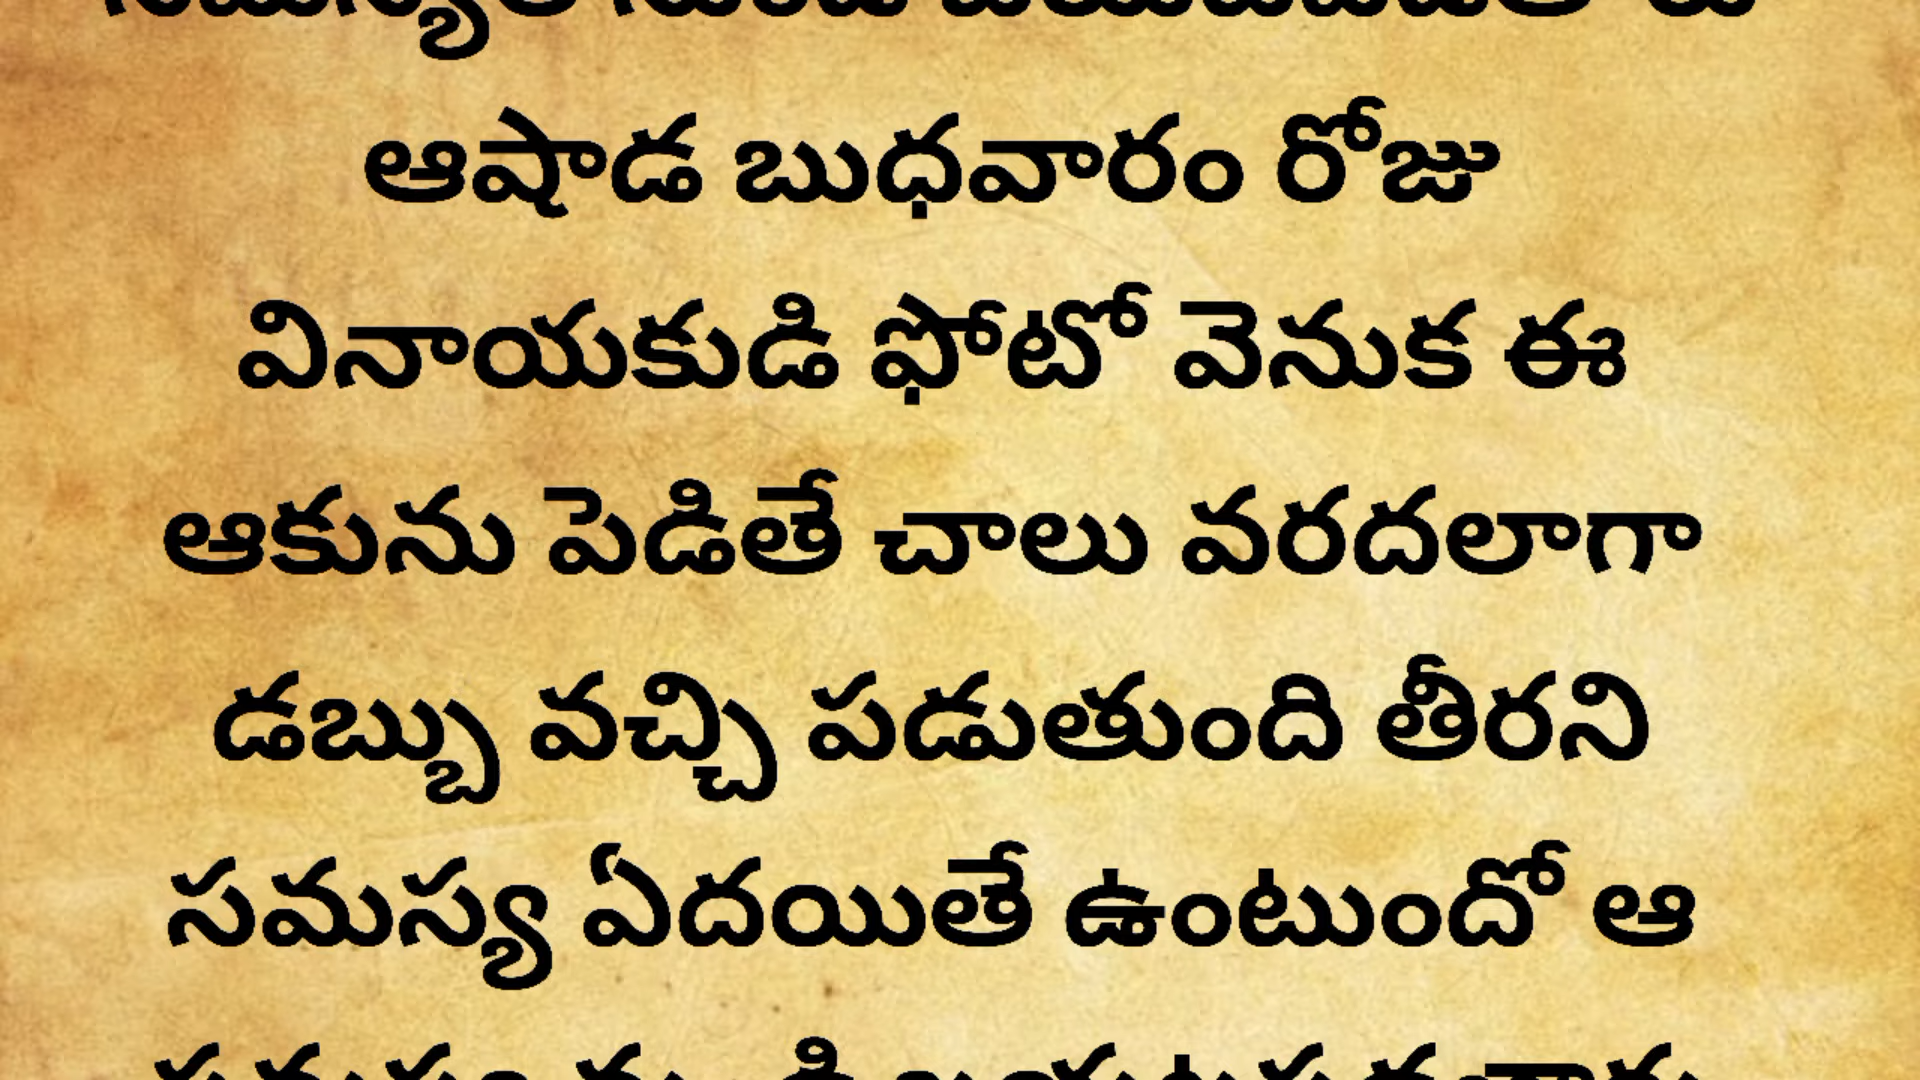 ఆషాడ బుధవారం రోజు
వినాయకుడి ఫోటో వెనుక ఈ
ఆకును పెడితే చాలు వరదలాగా
డబ్బు వచ్చి పడుతుంది తీరని
సమస్య ఏదయితే ఉంటుందో ఆ